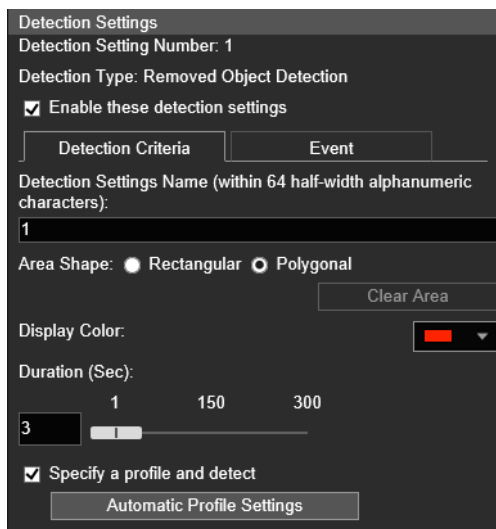 Detection Settings
Detection Setting Number: 1
Detection Type: Removed Object Detection
Enable these detection settings
Detection Criteria Event
Detection Settings Name (within 64 half-width alphanumeric
characters):
1
Area Shape: Rectangular Polygonal
Clear Area
Display Color:
Duration (Sec):
1 150 300
3
Specify a profile and detect
Automatic Profile Settings